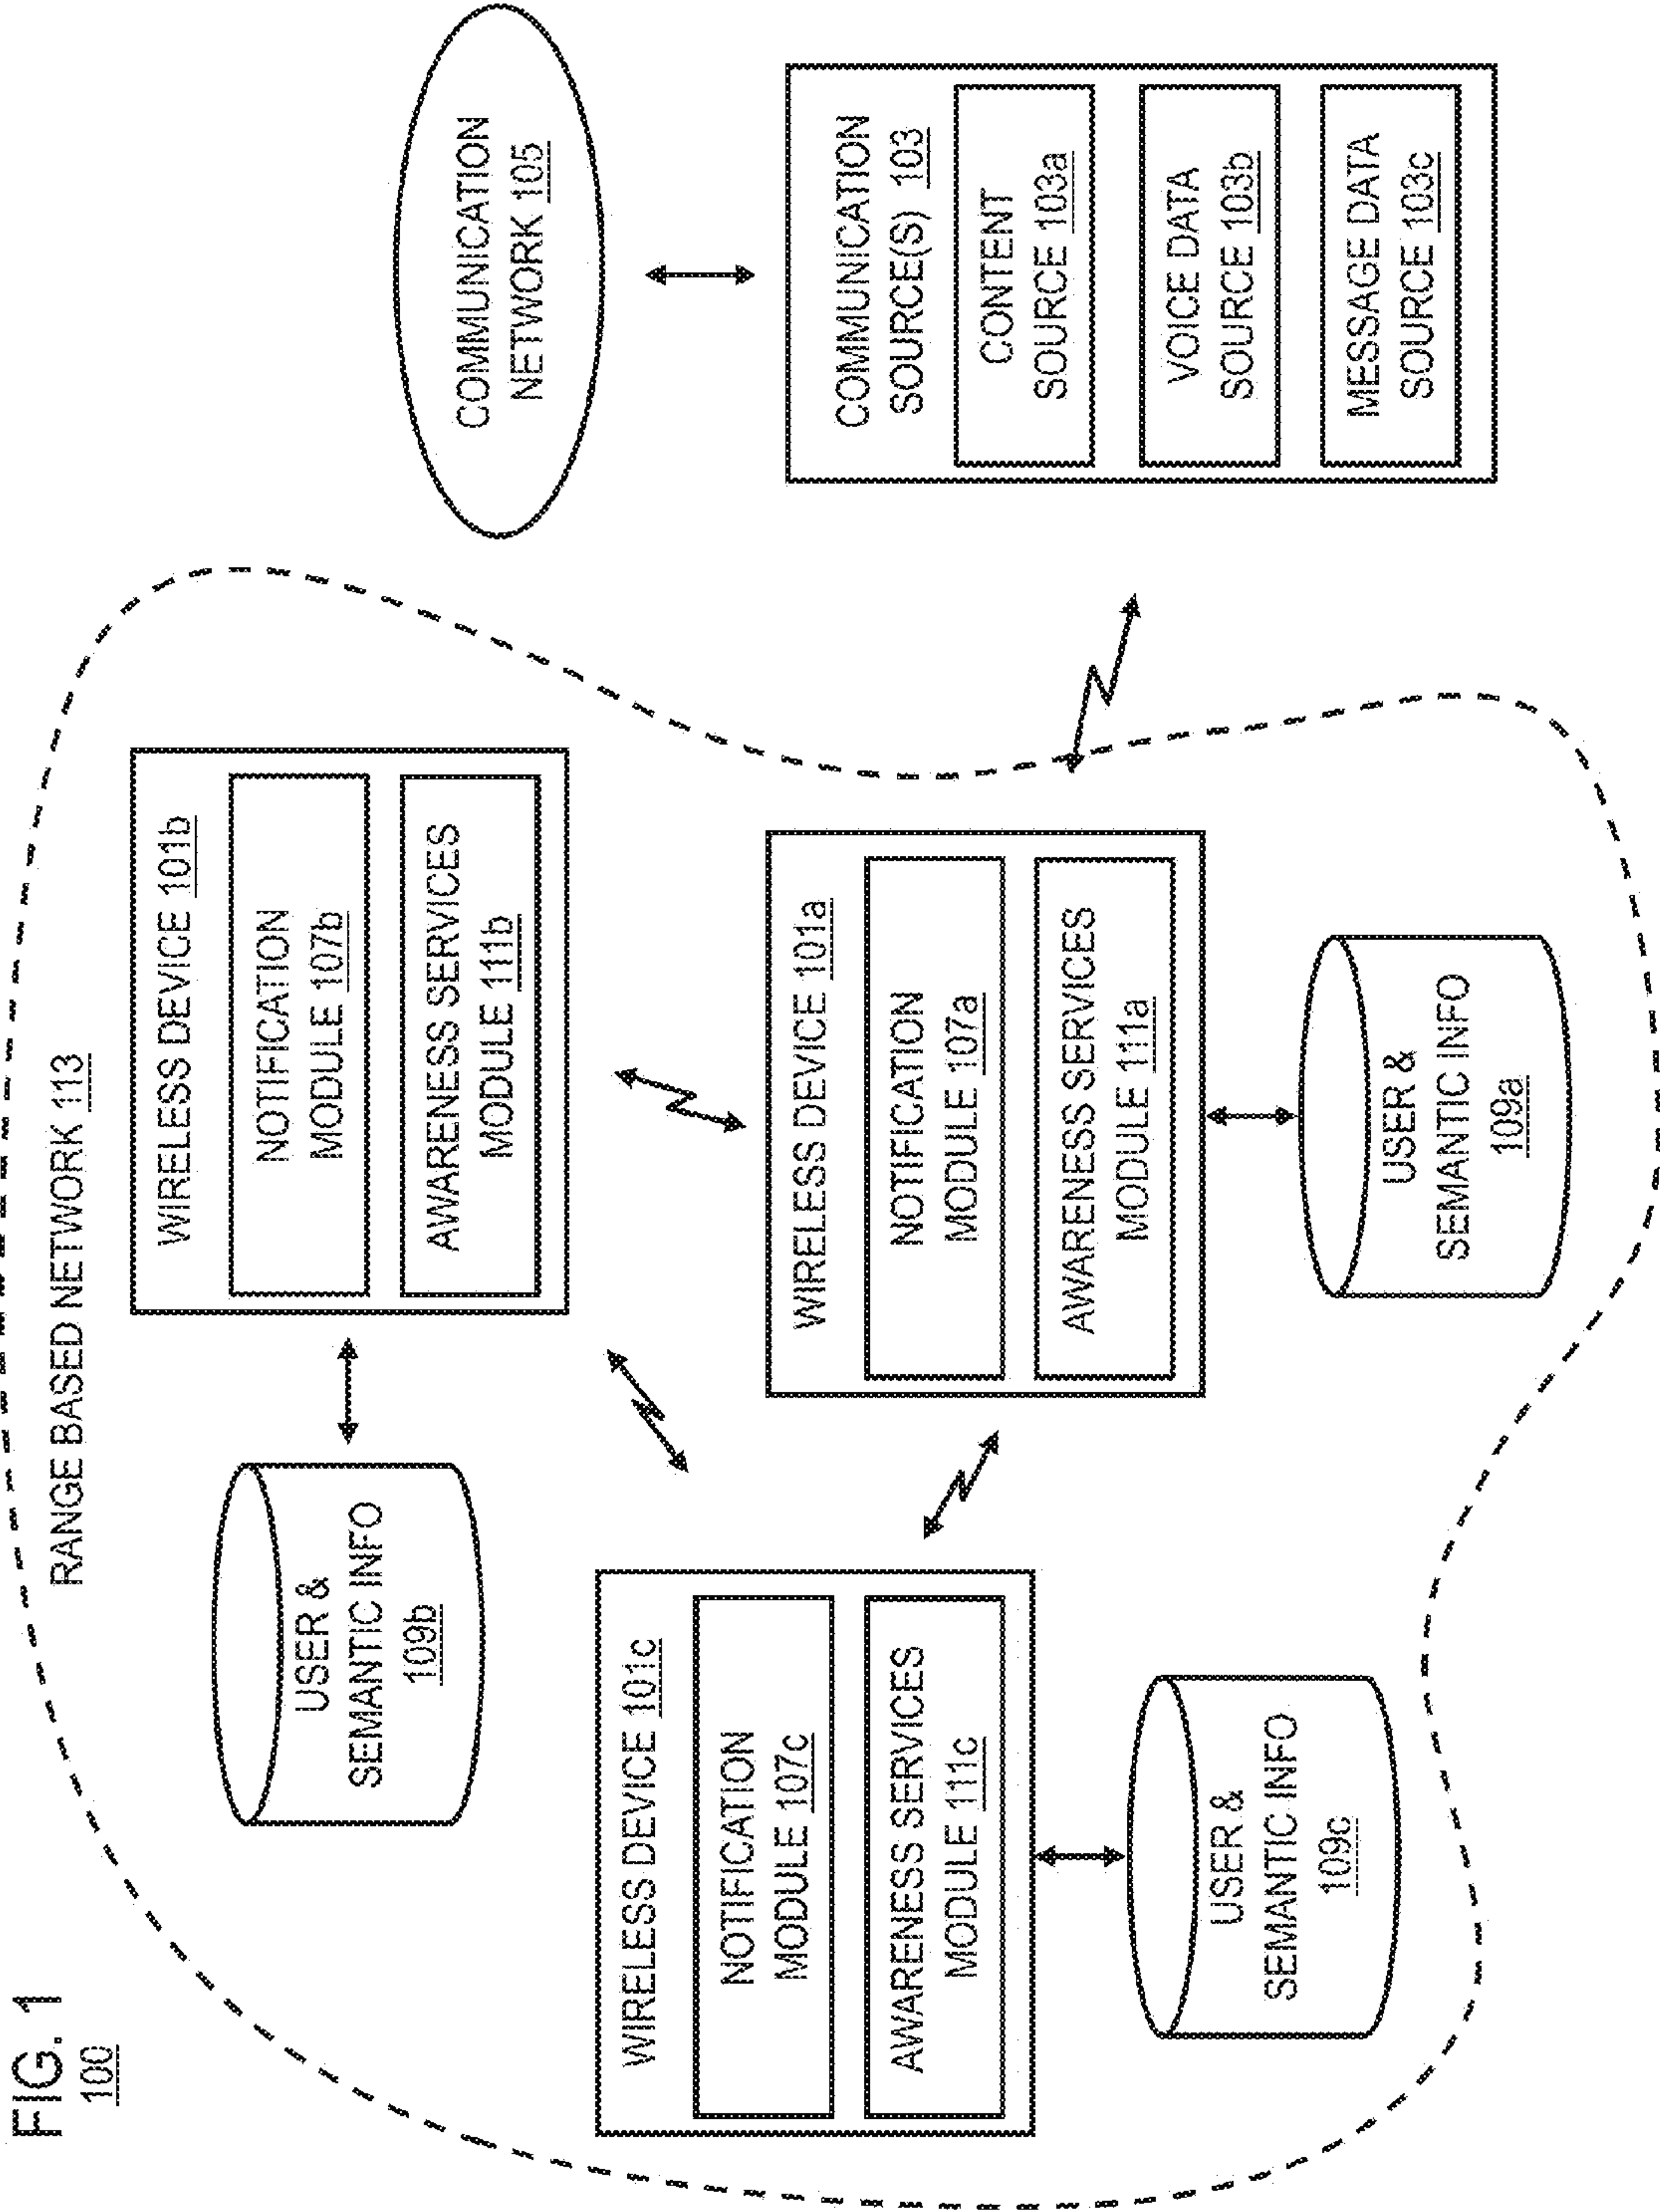 FIG. 1
100
RANGE BASED NETWORK 113
USER &
SEMANTIC INFO
109b
WIRELESS DEVICE 101b
NOTIFICATION
MODULE 107b
AWARENESS SERVICES
MODULE 111b
COMMUNICATION
NETWORK 105
WIRELESS DEVICE 101c
NOTIFICATION
MODULE 107c
AWARENESS SERVICES
MODULE 111c
USER &
SEMANTIC INFO
109c
WIRELESS DEVICE 101a
NOTIFICATION
MODULE 107a
AWARENESS SERVICES
MODULE 111a
USER &
SEMANTIC INFO
109a
COMMUNICATION
SOURCE(S) 103
CONTENT
SOURCE 103a
VOICE DATA
SOURCE 103b
MESSAGE DATA
SOURCE 103c